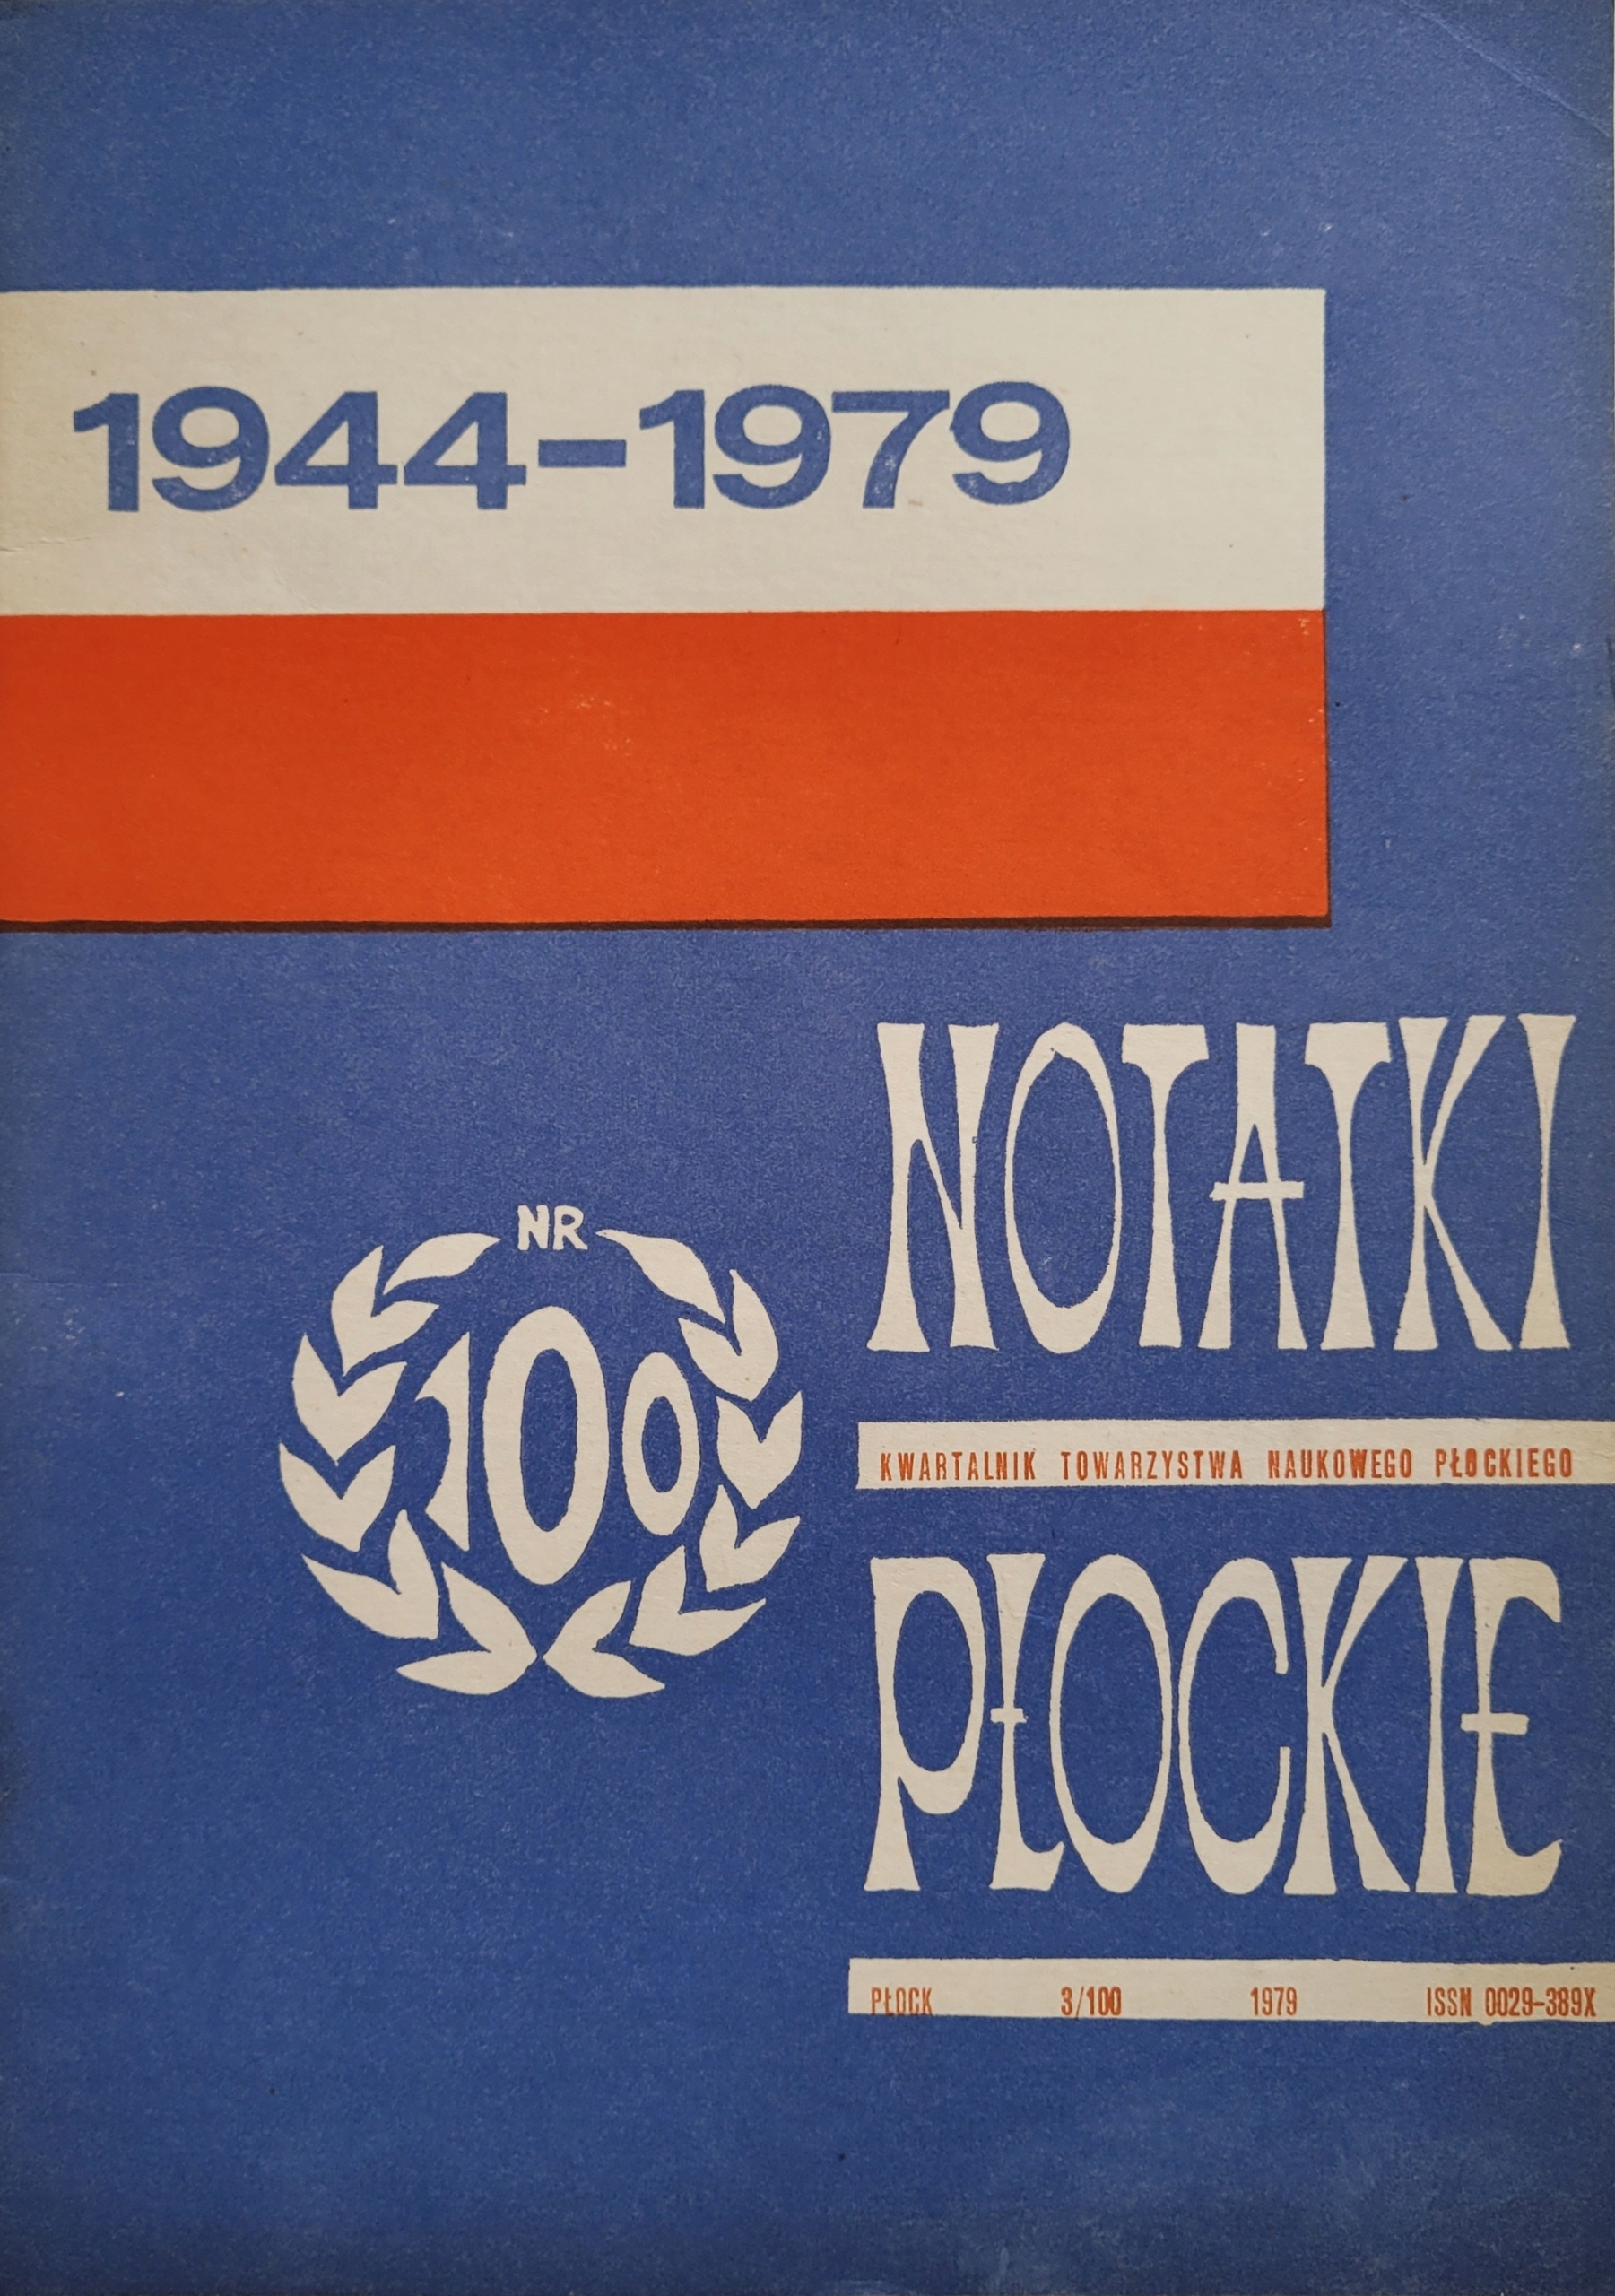 1944-1979
NOTATKI
NR
100
KWARTALNIK TOWARZYSTWA NAUKOWEGO PŁOCKIEGO
PŁOCKIE
PŁOCK 3/100 1979 ISSN 0029-389X